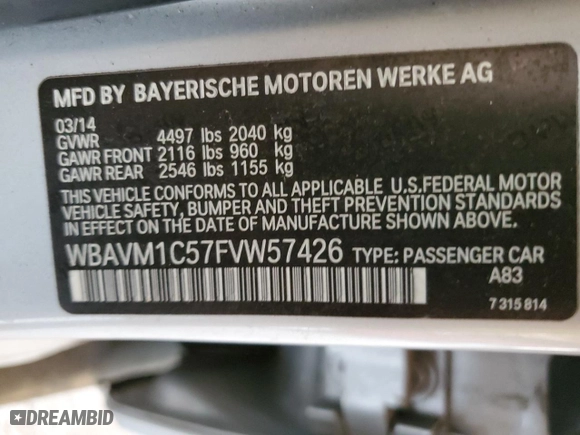 MFD BY BAYERISCHE MOTOREN WERKE AG
03/14
GVWR 4497 lbs 2040 kg
GAWR FRONT 2116 lbs 960 kg
GAWR REAR 2546 lbs 1155 kg
THIS VEHICLE CONFORMS TO ALL APPLICABLE U.S.FEDERAL MOTOR
VEHICLE SAFETY, BUMPER AND THEFT PREVENTION STANDARDS
IN EFFECT ON THE DATE OF MANUFACTURE SHOWN ABOVE.
WBAVM1C57FVW57426 TYPE: PASSENGER CAR
A83
7 315 814
DREAMBID